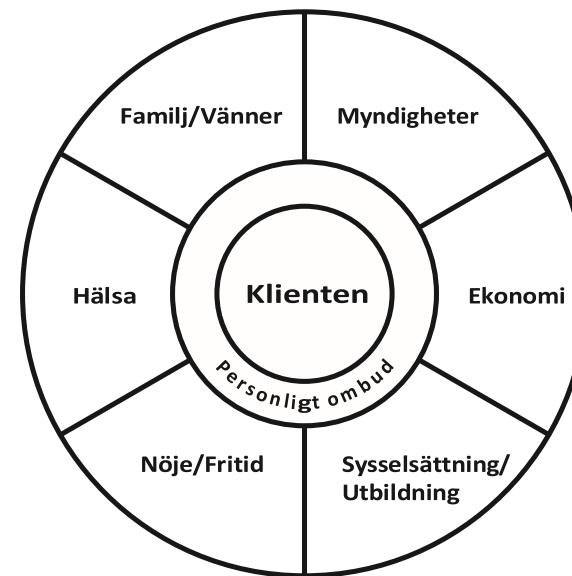 Familj/Vänner
Myndigheter
Hälsa
Klienten
Ekonomi
Personligt ombud
Nöje/Fritid
Sysselsättning/
Utbildning